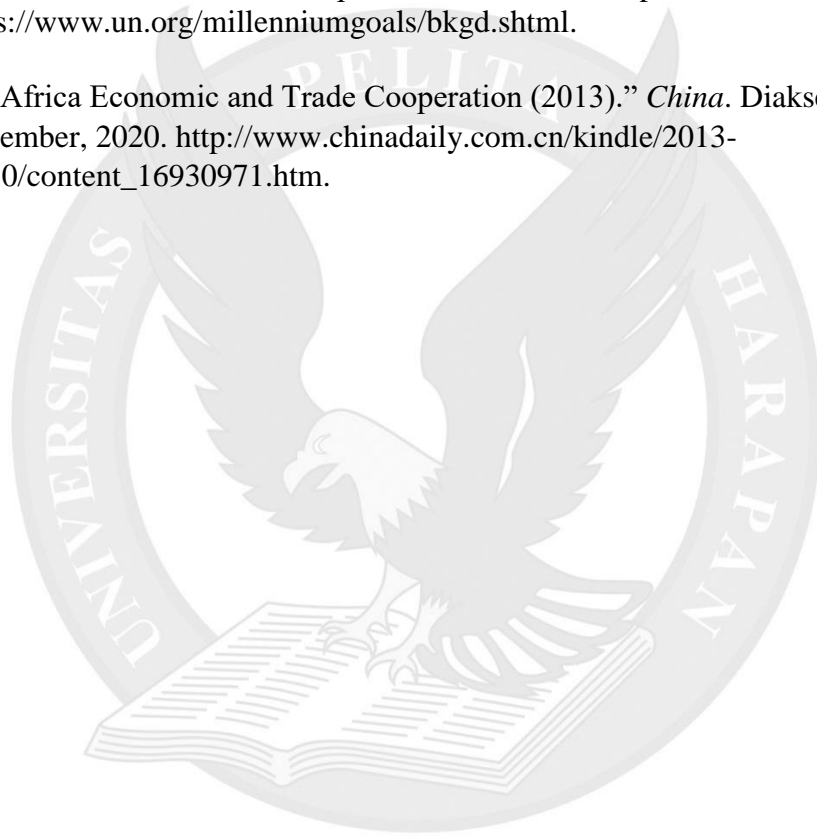 s://www.un.org/millenniumgoals/bkgd.shtml.
Africa Economic and Trade Cooperation (2013).” China. Diakse
ember, 2020. http://www.chinadaily.com.cn/kindle/2013-
0/content_16930971.htm.
UNIVERSITAS PELITA HARAPAN